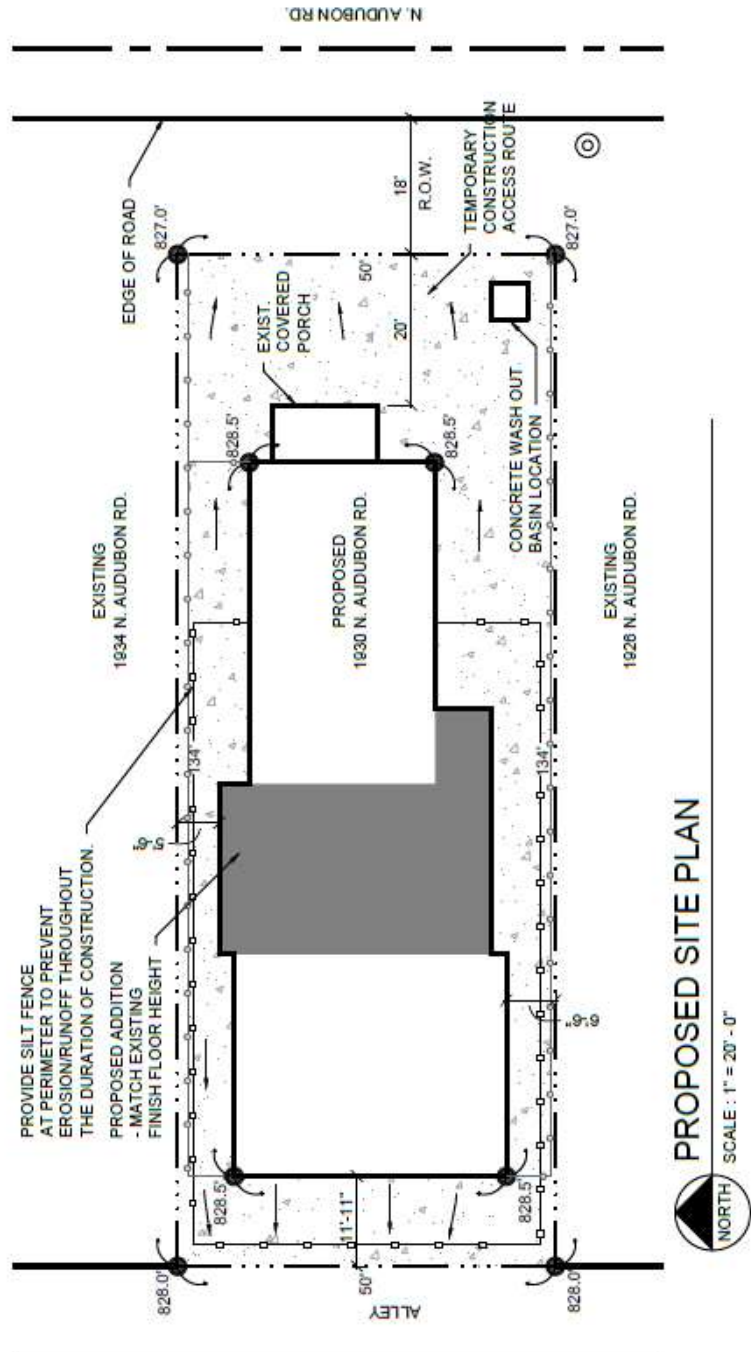 N. AUDUBON RD.
EDGE OF ROAD
827.0'
18'
R.O.W.
TEMPORARY
CONSTRUCTION
ACCESS ROUTE
827.0'
50'
20'
EXIST.
COVERED
PORCH
828.5'
828.5'
CONCRETE WASH OUT
BASIN LOCATION
EXISTING
1934 N. AUDUBON RD.
PROPOSED
1930 N. AUDUBON RD.
EXISTING
1926 N. AUDUBON RD.
134'
134'
5'-6"
6'-6"
PROVIDE SILT FENCE
AT PERIMETER TO PREVENT
EROSION/RUNOFF THROUGHOUT
THE DURATION OF CONSTRUCTION.
PROPOSED ADDITION
- MATCH EXISTING
FINISH FLOOR HEIGHT
828.5'
828.5'
11'-11"
828.0'
50'
828.0'
ALLEY
NORTH
PROPOSED SITE PLAN
SCALE : 1" = 20' - 0"